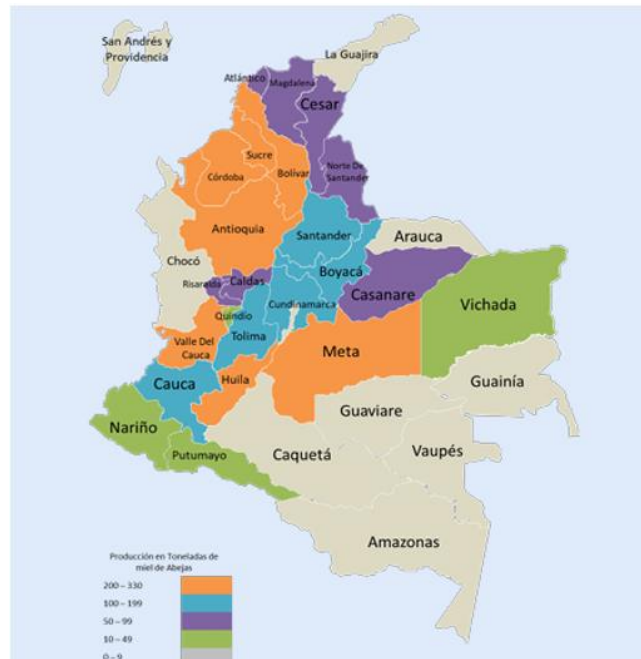 San Andrés y
Providencia
La Guajira
Atlántico
Magdalena
Cesar
Sucre
Norte De
Santander
Córdoba
Bolívar
Antioquia
Santander
Arauca
Chocó
Boyacá
Risaralda
Caldas
Casanare
Vichada
Cundinamarca
Quindío
Tolima
Valle Del
Cauca
Meta
Huila
Cauca
Guainía
Guaviare
Nariño
Vaupés
Caquetá
Putumayo
Amazonas
Producción en Toneladas de
miel de Abejas
200 – 330
100 – 199
50 – 99
10 – 49
0 – 9